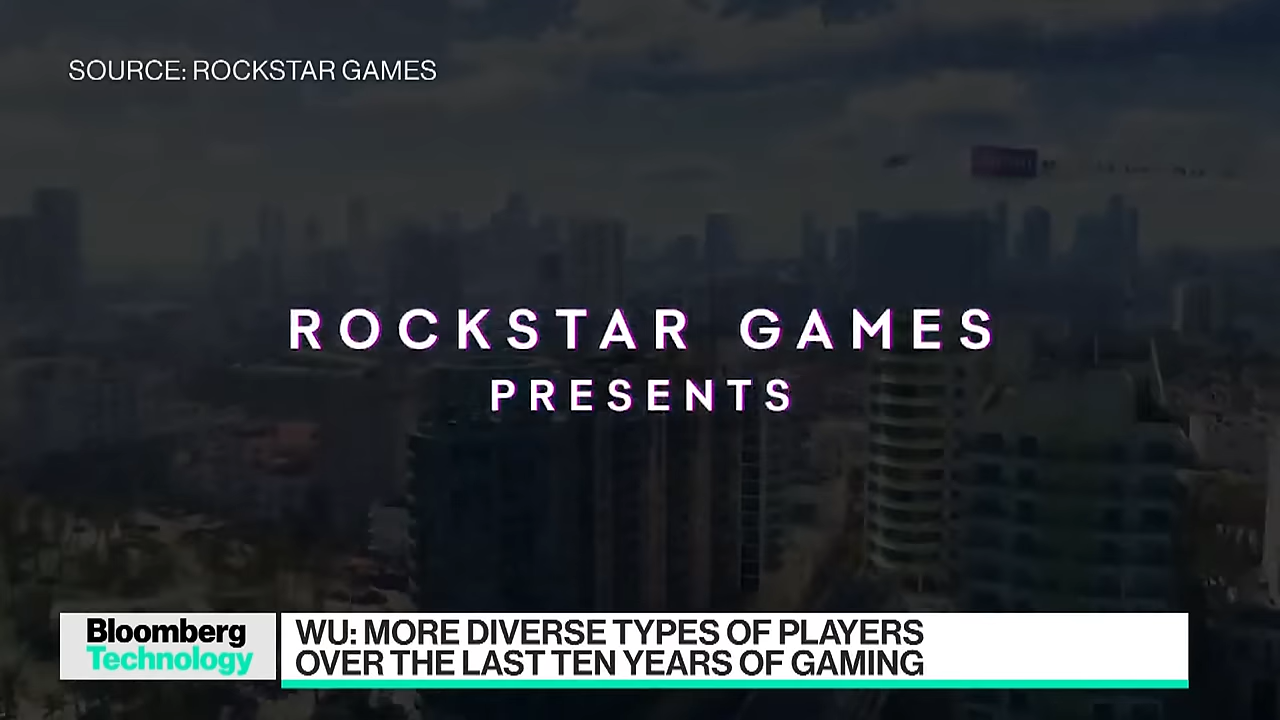 SOURCE: ROCKSTAR GAMES
ROCKSTAR GAMES
PRESENTS
Bloomberg
Technology
WU: MORE DIVERSE TYPES OF PLAYERS
OVER THE LAST TEN YEARS OF GAMING